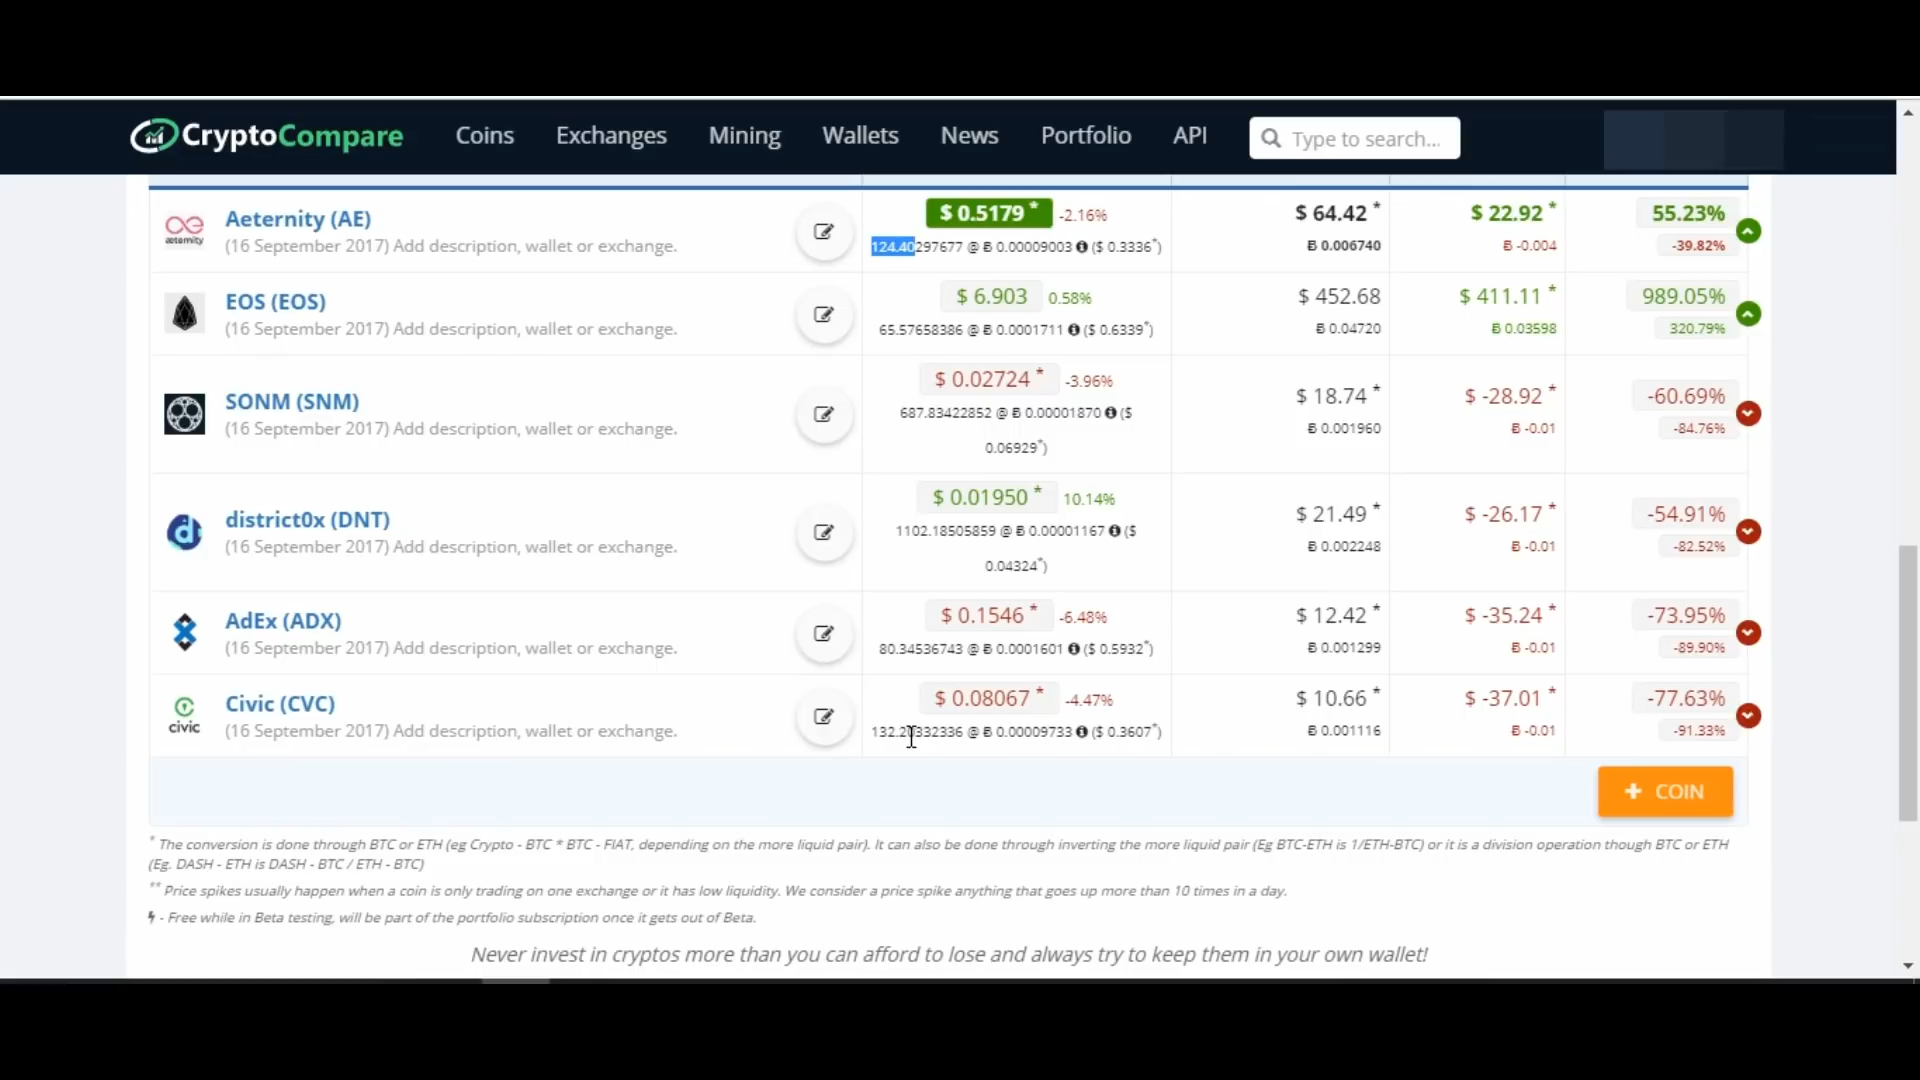 CryptoCompare Coins Exchanges Mining Wallets News Portfolio API Type to search...
Aeternity (AE) $ 0.5179 * -2.16% $ 64.42 * $ 22.92 * 55.23%
aeternity (16 September 2017) Add description, wallet or exchange. 124.40297677 @ Ƀ 0.00009003 ($ 0.3336*) Ƀ 0.006740 Ƀ -0.004 -39.82%
EOS (EOS) $ 6.903 0.58% $ 452.68 $ 411.11 * 989.05%
(16 September 2017) Add description, wallet or exchange. 65.57658386 @ Ƀ 0.0001711 ($ 0.6339*) Ƀ 0.04720 Ƀ 0.03598 320.79%
SONM (SNM) $ 0.02724 * -3.96% $ 18.74 * $ -28.92 * -60.69%
(16 September 2017) Add description, wallet or exchange. 687.83422852 @ Ƀ 0.00001870 ($ Ƀ 0.001960 Ƀ -0.01 -84.76%
0.06929*)
district0x (DNT) $ 0.01950 * 10.14% $ 21.49 * $ -26.17 * -54.91%
(16 September 2017) Add description, wallet or exchange. 1102.18505859 @ Ƀ 0.00001167 ($ Ƀ 0.002248 Ƀ -0.01 -82.52%
0.04324*)
AdEx (ADX) $ 0.1546 * -6.48% $ 12.42 * $ -35.24 * -73.95%
(16 September 2017) Add description, wallet or exchange. 80.34536743 @ Ƀ 0.0001601 ($ 0.5932*) Ƀ 0.001299 Ƀ -0.01 -89.90%
Civic (CVC) $ 0.08067 * -4.47% $ 10.66 * $ -37.01 * -77.63%
civic (16 September 2017) Add description, wallet or exchange. @ Ƀ 0.00009733 ($ 0.3607*) Ƀ 0.001116 Ƀ -0.01 -91.33%
+ COIN
* The conversion is done through BTC or ETH (eg Crypto - BTC * BTC - FIAT, depending on the more liquid pair). It can also be done through inverting the more liquid pair (Eg BTC-ETH is 1/ETH-BTC) or it is a division operation though BTC or ETH
(Eg. DASH - ETH is DASH - BTC / ETH - BTC)
** Price spikes usually happen when a coin is only trading on one exchange or it has low liquidity. We consider a price spike anything that goes up more than 10 times in a day.
- Free while in Beta testing, will be part of the portfolio subscription once it gets out of Beta.
Never invest in cryptos more than you can afford to lose and always try to keep them in your own wallet!